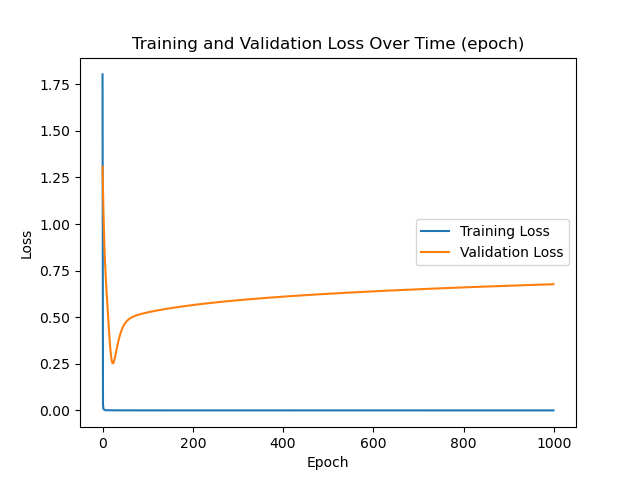 Training and Validation Loss Over Time (epoch)
1.75
1.50
1.25
1.00
0.75
0.50
0.25
0.00
Loss
Training Loss
Validation Loss
0 200 400 600 800 1000
Epoch